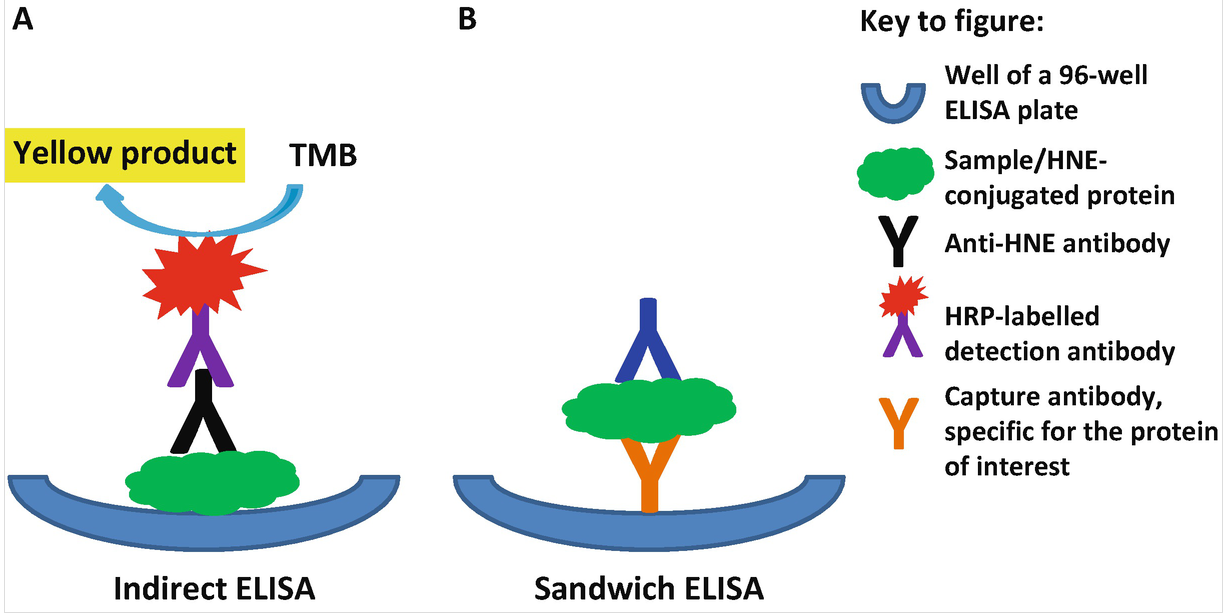 A
B
Key to figure:
Well of a 96-well
ELISA plate
Yellow product
TMB
Sample/HNE-
conjugated protein
Anti-HNE antibody
HRP-labelled
detection antibody
Capture antibody,
specific for the protein
of interest
Indirect ELISA
Sandwich ELISA